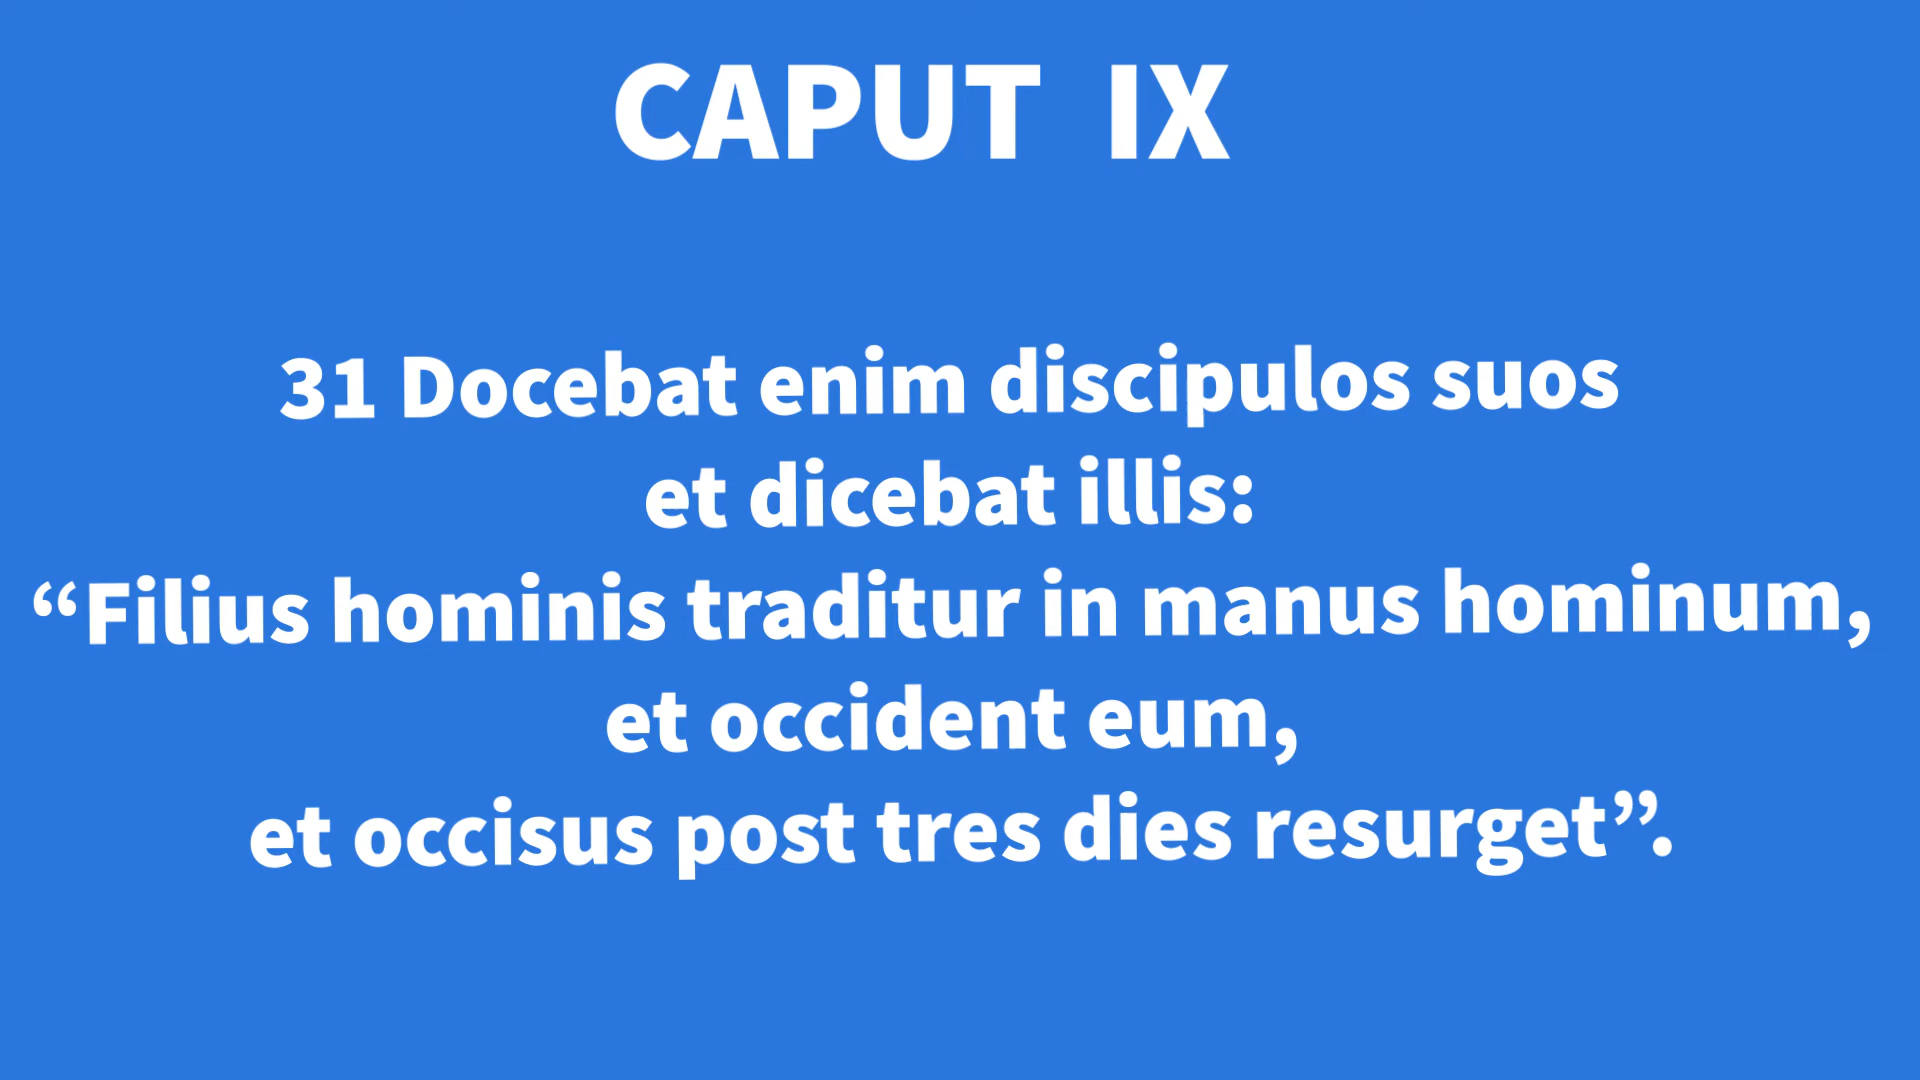 CAPUT IX
31 Docebat enim discipulos suos
et dicebat illis:
“Filius hominis traditur in manus hominum,
et occident eum,
et occisus post tres dies resurget”.